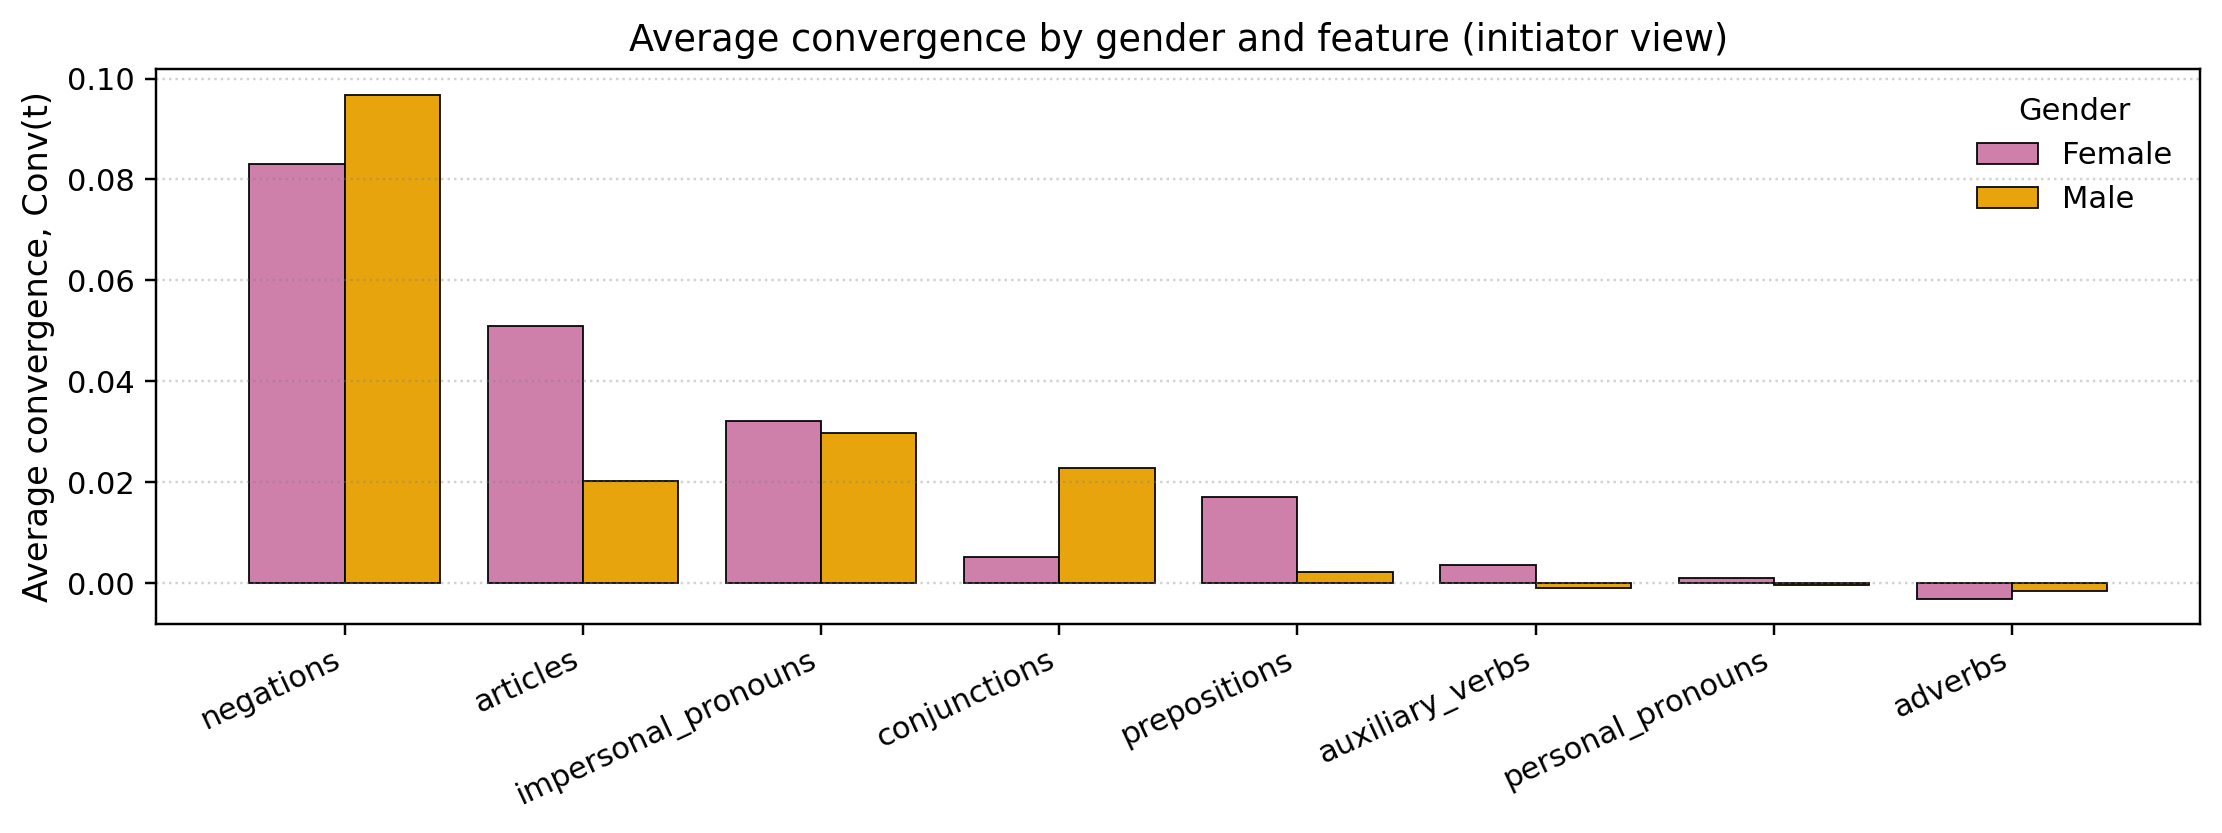 Average convergence by gender and feature (initiator view)
Average convergence, Conv(t)
0.10
0.08
0.06
0.04
0.02
0.00
Gender
Female
Male
negations
articles
impersonal_pronouns
conjunctions
prepositions
auxiliary_verbs
personal_pronouns
adverbs